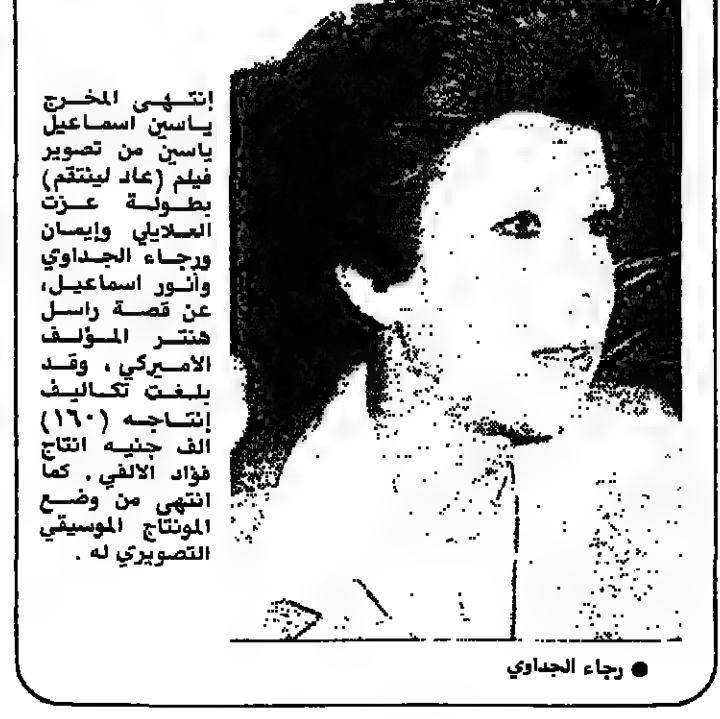 إنتهى المخرج
ياسين اسماعيل
ياسين من تصوير
فيلم (عاد لينتقم)
بطولة عزت
العلايلي وإيمان
ورجاء الجداوي
وأنور اسماعيل،
عن قصة راسل
هنتر المؤلف
الأميركي، وقد
بلغت تكاليف
إنتاجه (١٦٠)
الف جنيه انتاج
فؤاد الألفي. كما
انتهى من وضع
المونتاج الموسيقي
التصويري له.
● رجاء الجداوي